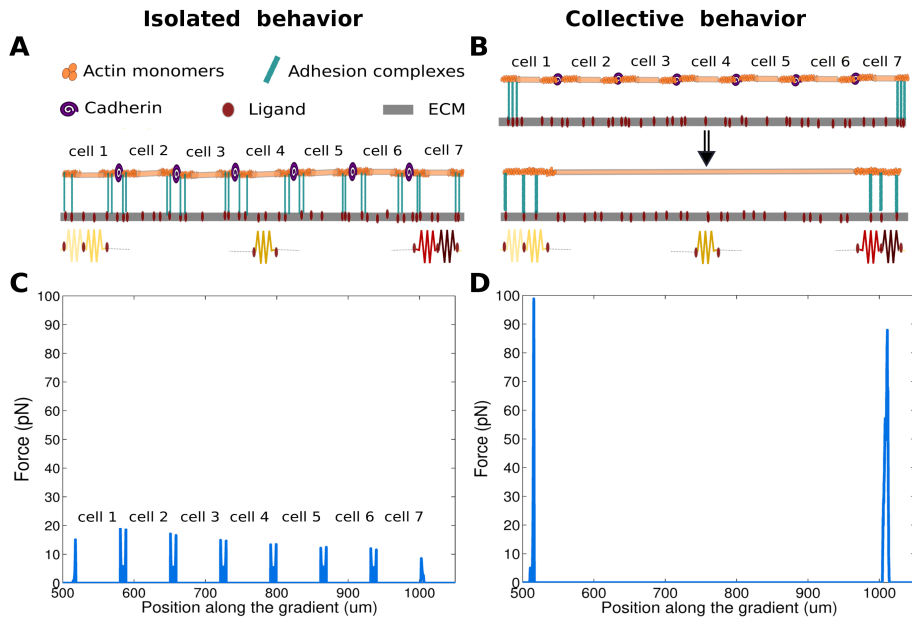 Isolated behavior
Collective behavior
A
Actin monomers
Adhesion complexes
Cadherin
Ligand
ECM
cell 1 cell 2 cell 3 cell 4 cell 5 cell 6 cell 7
B
cell 1 cell 2 cell 3 cell 4 cell 5 cell 6 cell 7
C
100
90
80
70
60
50
40
30
20
10
0
Force (pN)
cell 1 cell 2 cell 3 cell 4 cell 5 cell 6 cell 7
500 600 700 800 900 1000
Position along the gradient (um)
D
100
90
80
70
60
50
40
30
20
10
0
Force (pN)
500 600 700 800 900 1000
Position along the gradient (um)